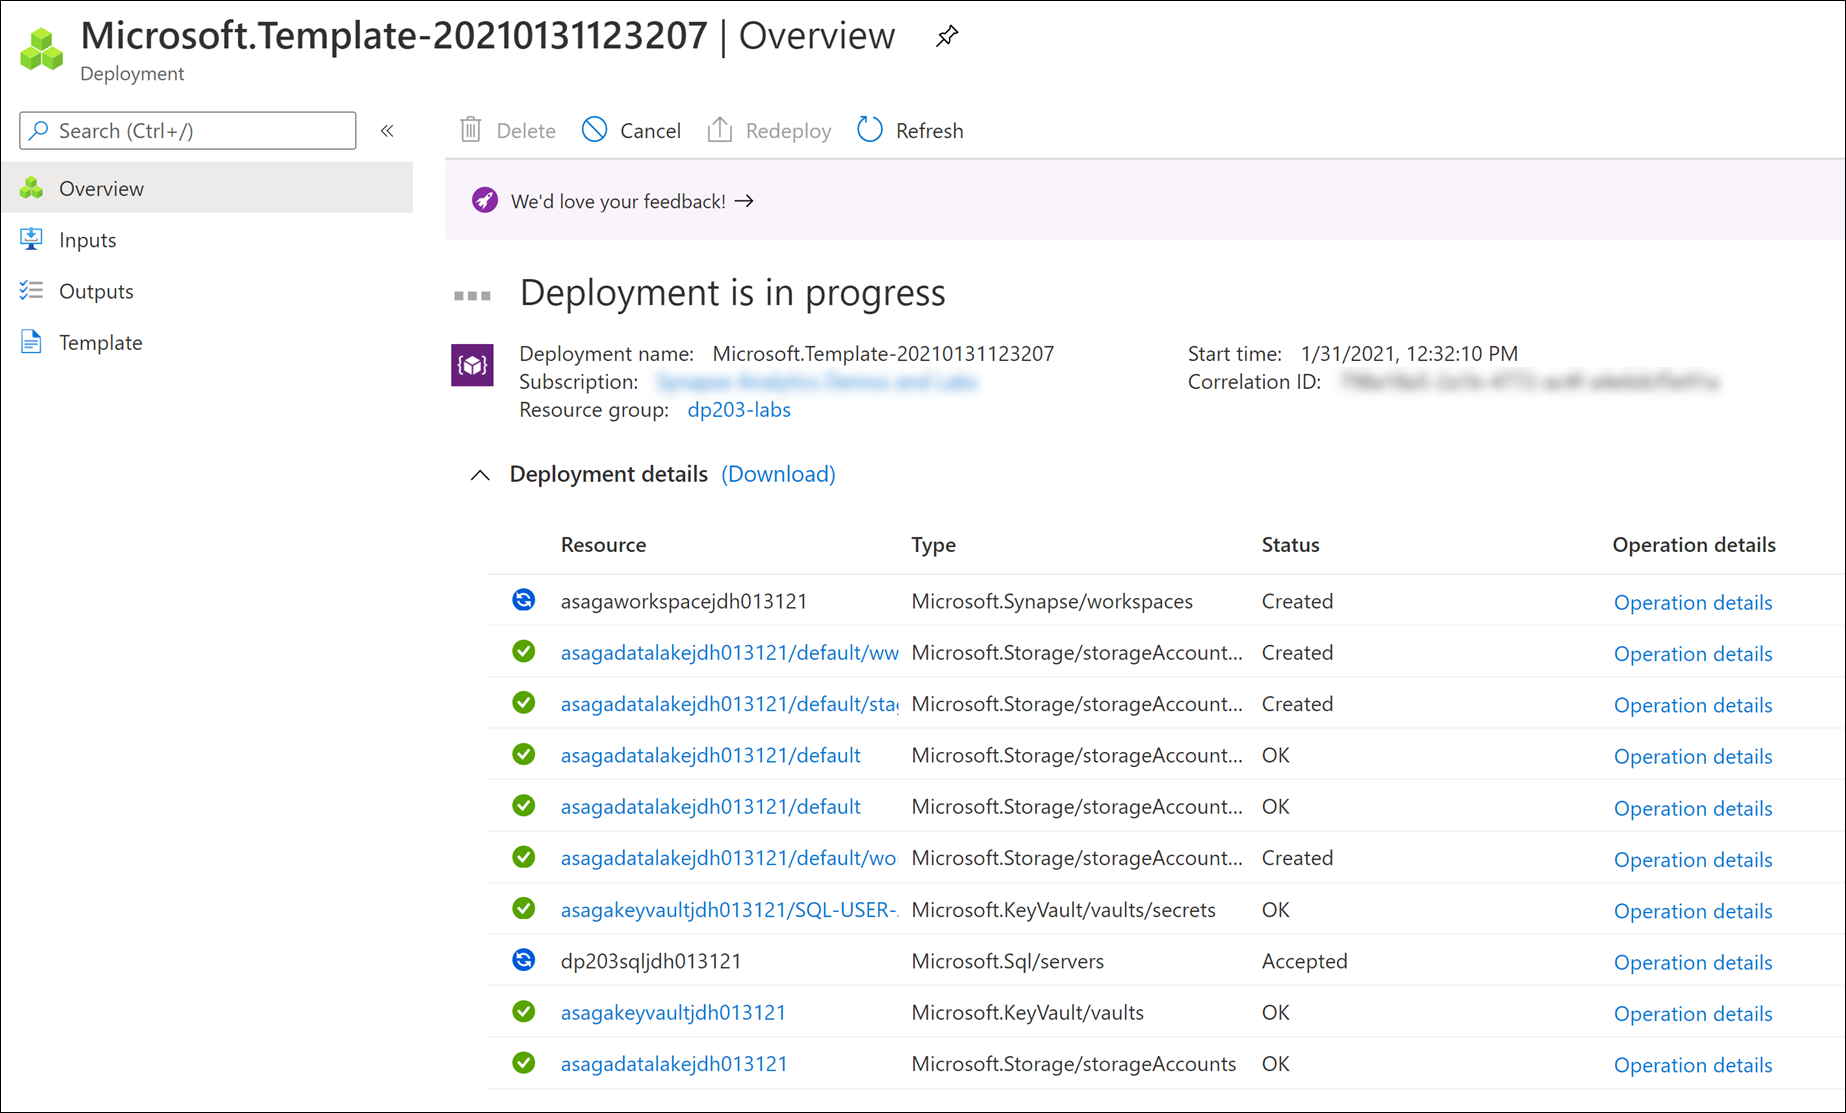 Microsoft.Template-20210131123207 | Overview
Deployment
Search (Ctrl+/)
«
Delete
Cancel
Redeploy
Refresh
Overview
Inputs
Outputs
Template
We'd love your feedback! →
Deployment is in progress
Deployment name: Microsoft.Template-20210131123207
Start time: 1/31/2021, 12:32:10 PM
Subscription: Synapse Analytics Demos and Labs
Correlation ID:
Resource group: dp203-labs
Deployment details (Download)
Resource Type Status Operation details
asagaworkspacejdh013121 Microsoft.Synapse/workspaces Created Operation details
asagadatalakejdh013121/default/ww Microsoft.Storage/storageAccount... Created Operation details
asagadatalakejdh013121/default/sta Microsoft.Storage/storageAccount... Created Operation details
asagadatalakejdh013121/default Microsoft.Storage/storageAccount... OK Operation details
asagadatalakejdh013121/default Microsoft.Storage/storageAccount... OK Operation details
asagadatalakejdh013121/default/wo Microsoft.Storage/storageAccount... Created Operation details
asagakeyvaultjdh013121/SQL-USER- Microsoft.KeyVault/vaults/secrets OK Operation details
dp203sqljdh013121 Microsoft.Sql/servers Accepted Operation details
asagakeyvaultjdh013121 Microsoft.KeyVault/vaults OK Operation details
asagadatalakejdh013121 Microsoft.Storage/storageAccounts OK Operation details